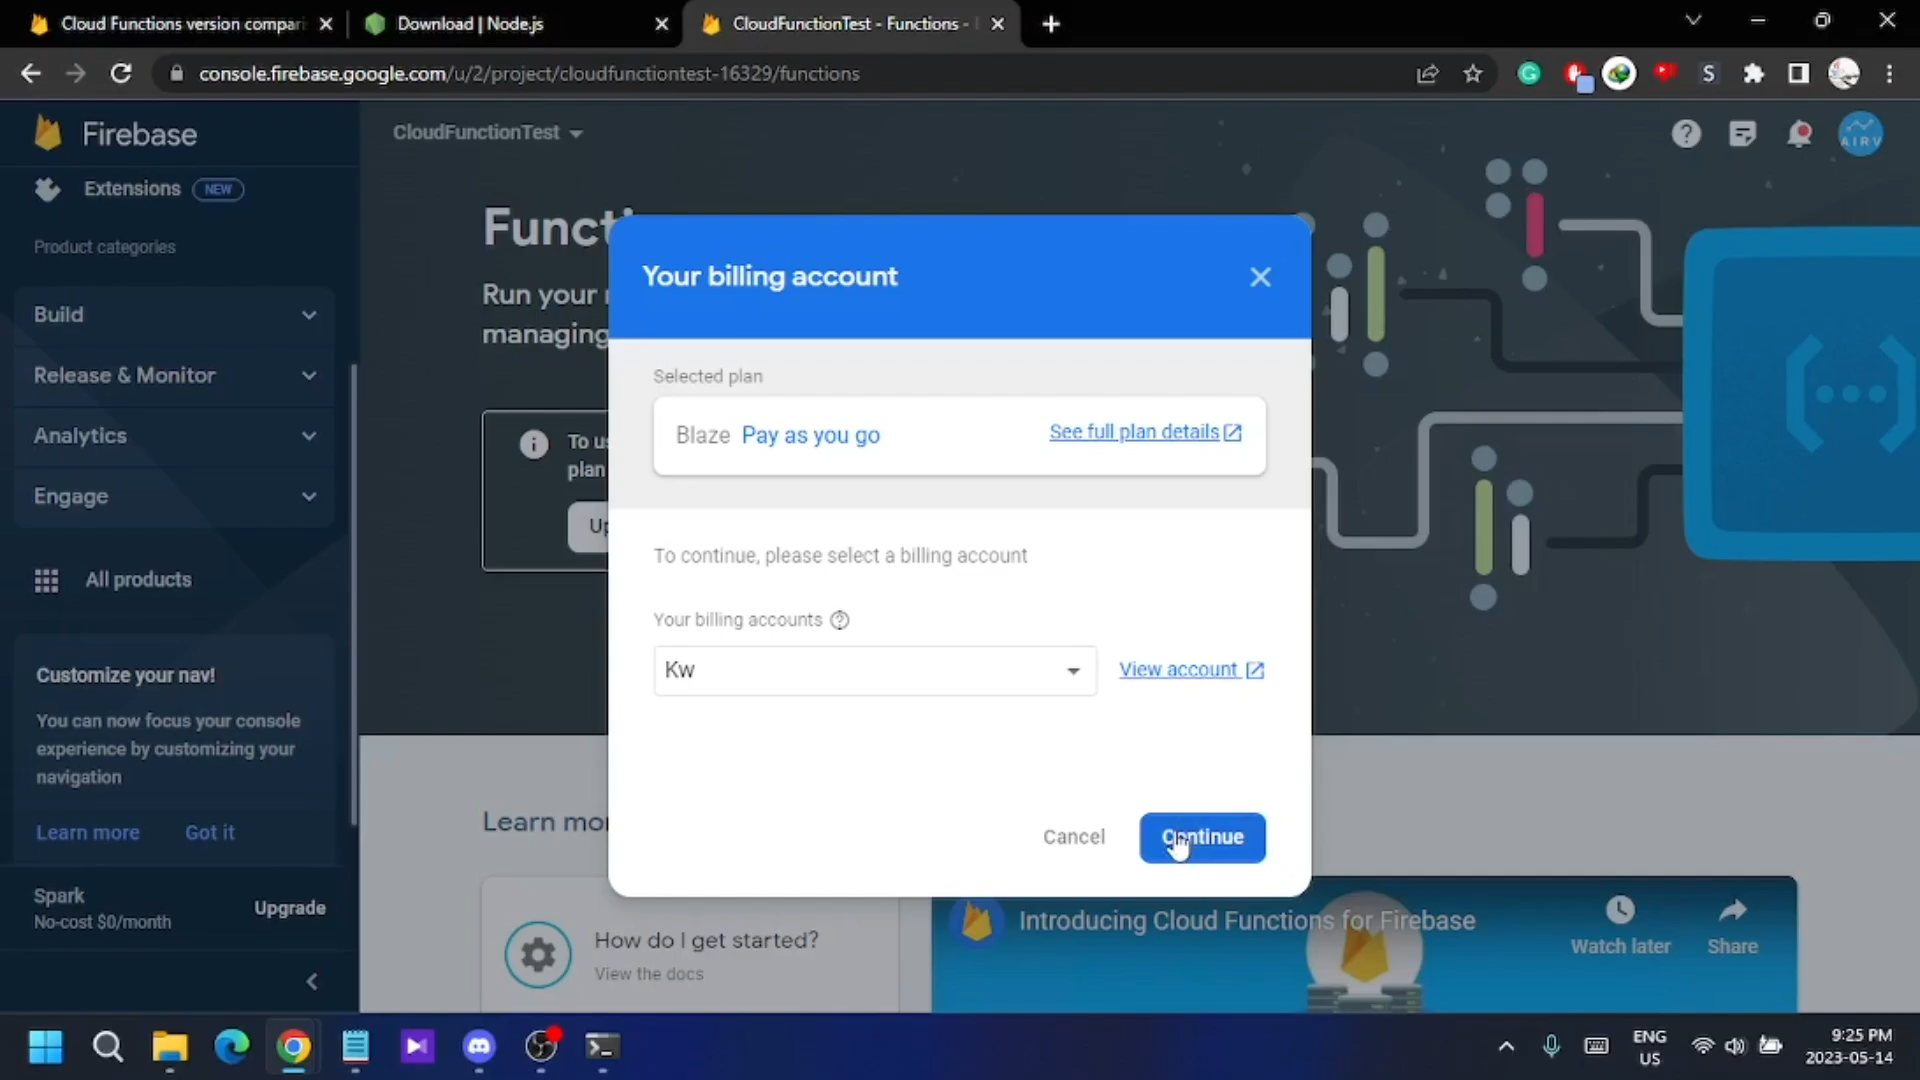 Cloud Functions version compari
Download | Node.js
CloudFunctionTest - Functions -
console.firebase.google.com/u/2/project/cloudfunctiontest-16329/functions
Firebase
CloudFunctionTest
AIRV
Extensions NEW
Product categories
Build
Release & Monitor
Analytics
Engage
All products
Customize your nav!
You can now focus your console
experience by customizing your
navigation
Learn more Got it
Spark
No-cost $0/month
Upgrade
Functi
Run your
managing
To us
plan
Up
Your billing account
Selected plan
Blaze Pay as you go
See full plan details
To continue, please select a billing account
Your billing accounts
Kw
View account
Cancel
Continue
Learn mor
How do I get started?
View the docs
Introducing Cloud Functions for Firebase
Watch later
Share
ENG
US
9:25 PM
2023-05-14